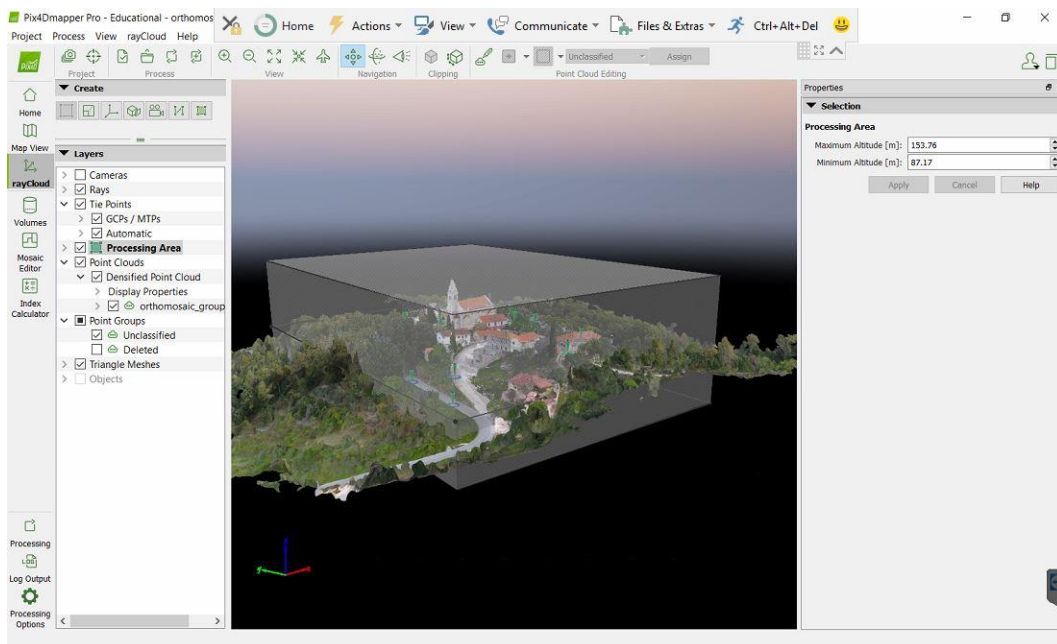 Pix4Dmapper Pro - Educational - orthomos
Home Actions View Communicate Files & Extras Ctrl+Alt+Del
Project Process View rayCloud Help
Unclassified Assign
Project Process View Navigation Clipping Point Cloud Editing
Home
Map View
rayCloud
Volumes
Mosaic
Editor
Index
Calculator
Processing
Log Output
Processing
Options
Create
Layers
Cameras
Rays
Tie Points
GCPs / MTPs
Automatic
Processing Area
Point Clouds
Densified Point Cloud
Display Properties
orthomosaic_group
Point Groups
Unclassified
Deleted
Triangle Meshes
Objects
Properties
Selection
Processing Area
Maximum Altitude [m]: 153.76
Minimum Altitude [m]: 87.17
Apply Cancel Help